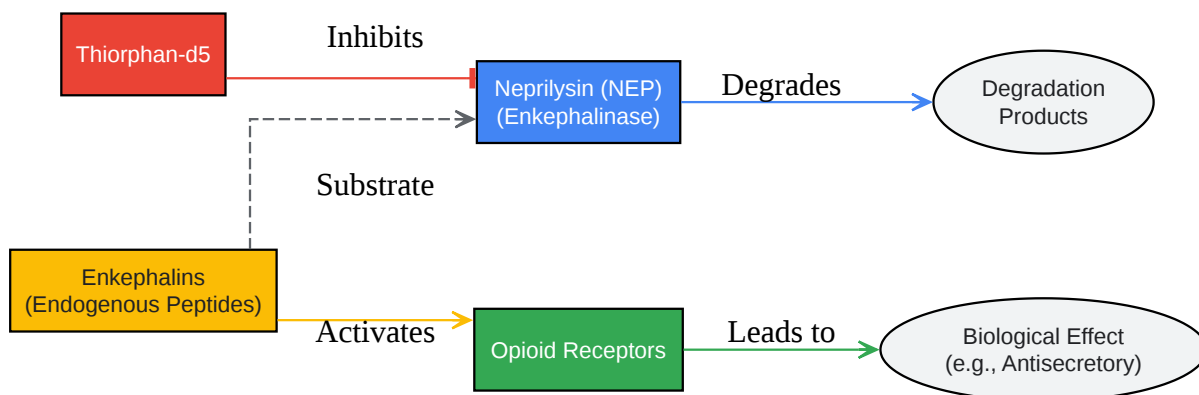 Inhibits
Thiorphan-d5
Neprilysin (NEP)
(Enkephalinase)
Degrades
Degradation
Products
Substrate
Enkephalins
(Endogenous Peptides)
Activates
Opioid Receptors
Leads to
Biological Effect
(e.g., Antisecretory)